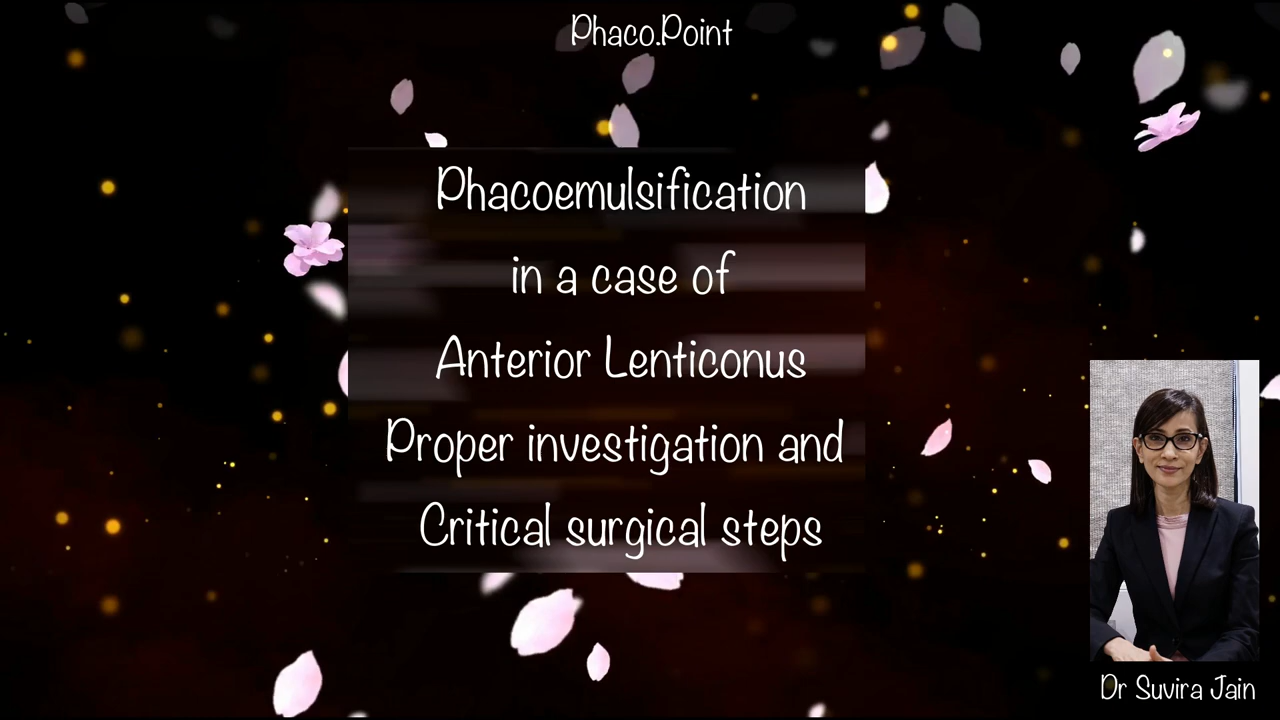 Phaco.Point
Phacoemulsification
in a case of
Anterior Lenticonus
Proper investigation and
Critical surgical steps
Dr Suvira Jain